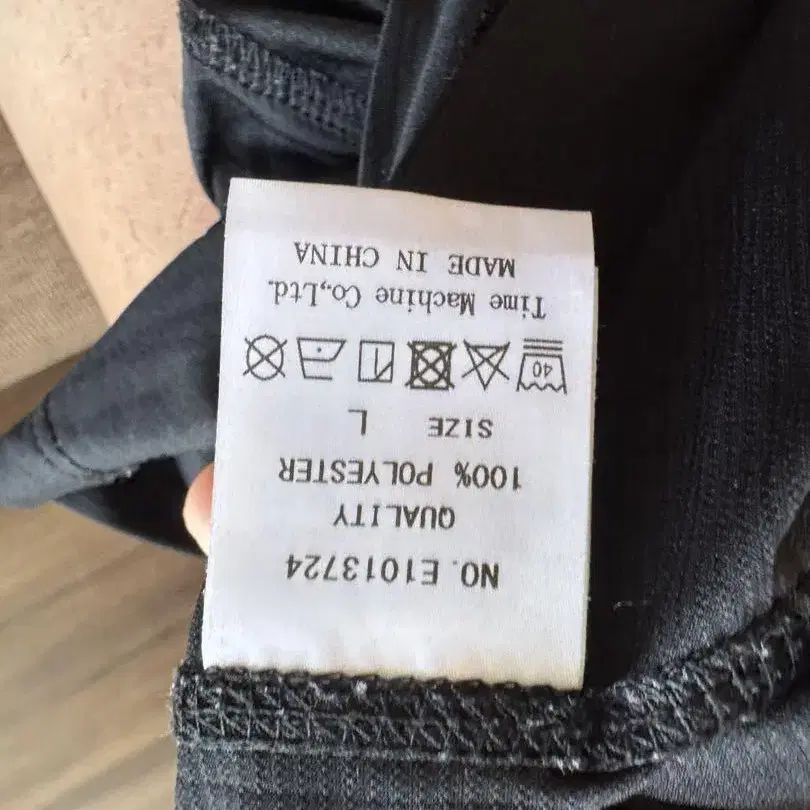 NO. E1013724
QUALITY
100% POLYESTER
SIZE L
40
Time Machine Co.,Ltd.
MADE IN CHINA